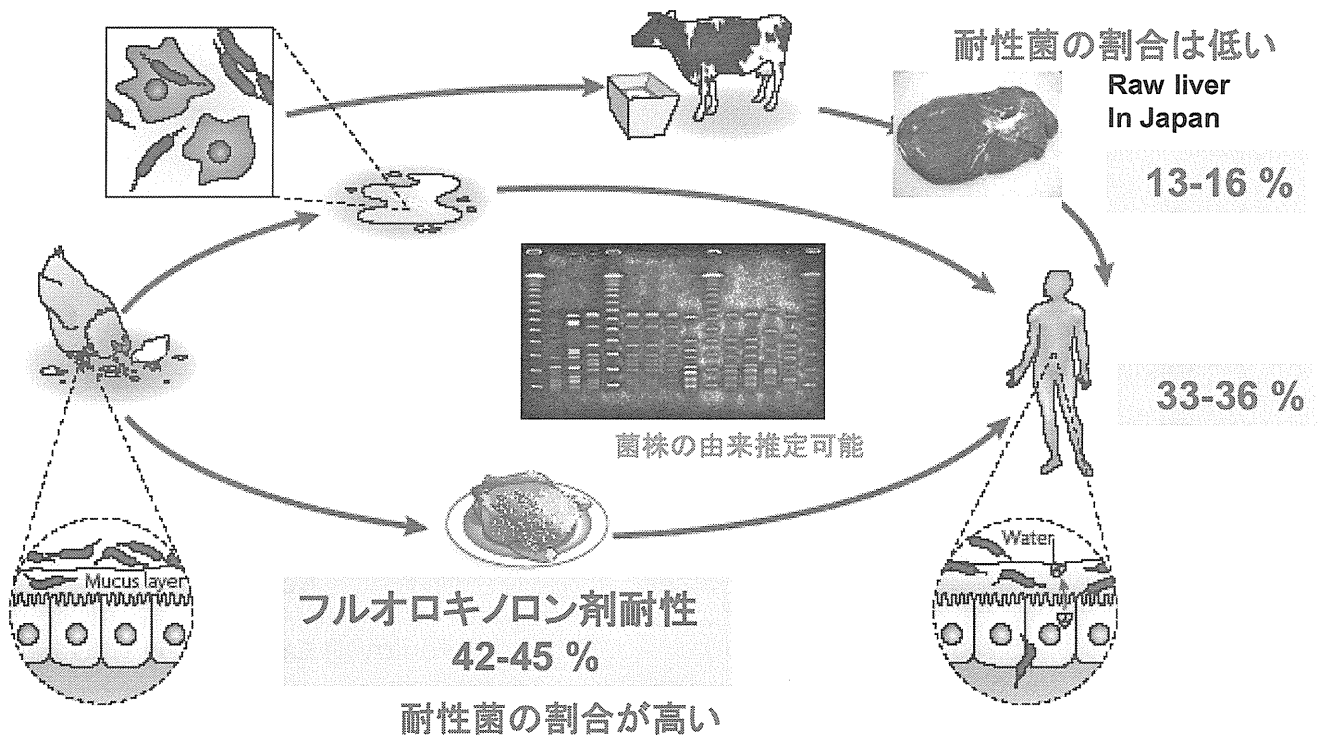 耐性菌の割合は低い
Raw liver
In Japan
13-16 %
33-36 %
菌株の由来推定可能
Water
Mucus layer
フルオロキノロン剤耐性
42-45 %
耐性菌の割合が高い